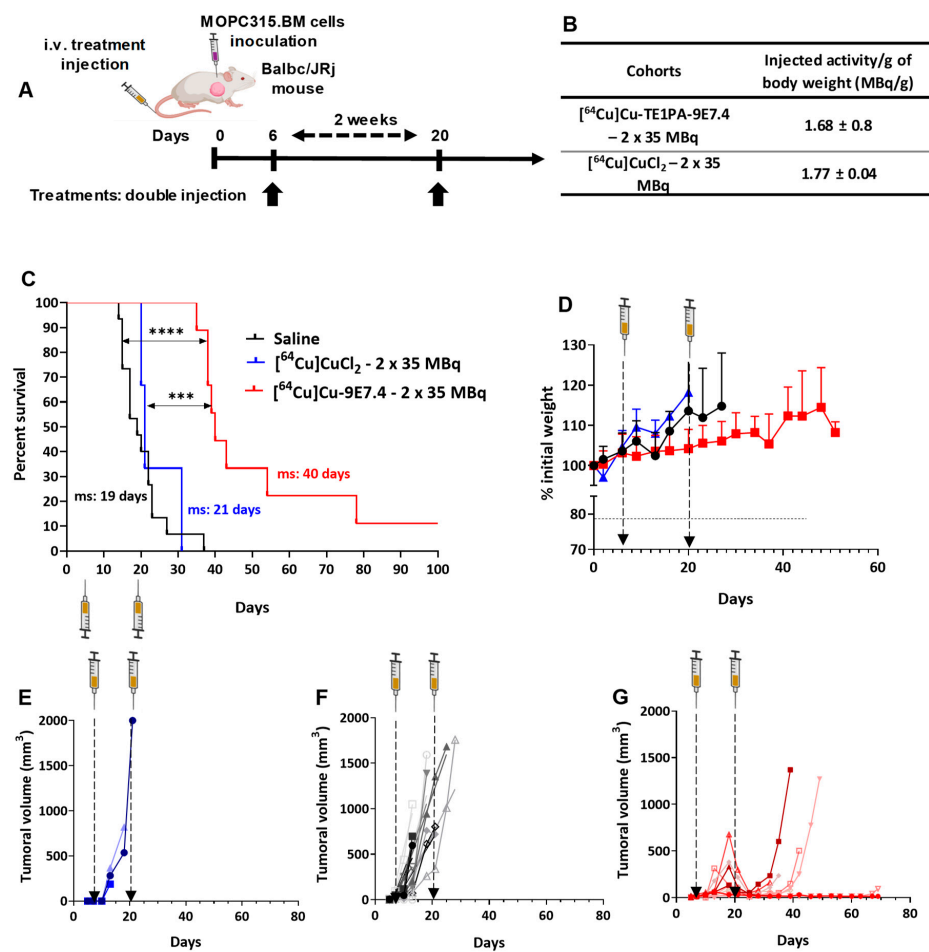 MOPC315.BM cells
inoculation
i.v. treatment
injection
A
Balbc/JRj
mouse
2 weeks
Days 0 6 20
Treatments: double injection
B
Cohorts
Injected activity/g of
body weight (MBq/g)
[⁶⁴Cu]Cu-TE1PA-9E7.4
– 2 x 35 MBq
1.68 ± 0.8
[⁶⁴Cu]CuCl₂ – 2 x 35
MBq
1.77 ± 0.04
C
Percent survival
100
90
80
70
60
50
40
30
20
10
0
0 10 20 30 40 50 60 70 80 90 100
Days
****
***
Saline
[⁶⁴Cu]CuCl₂ - 2 x 35 MBq
[⁶⁴Cu]Cu-9E7.4 - 2 x 35 MBq
ms: 19 days
ms: 21 days
ms: 40 days
D
% initial weight
130
120
110
100
80
70
0 20 40 60
Days
E
Tumoral volume (mm³)
2000
1500
1000
500
0
0 20 40 60 80
Days
F
Tumoral volume (mm³)
2000
1500
1000
500
0
0 20 40 60 80
Days
G
Tumoral volume (mm³)
2000
1500
1000
500
0
0 20 40 60 80
Days